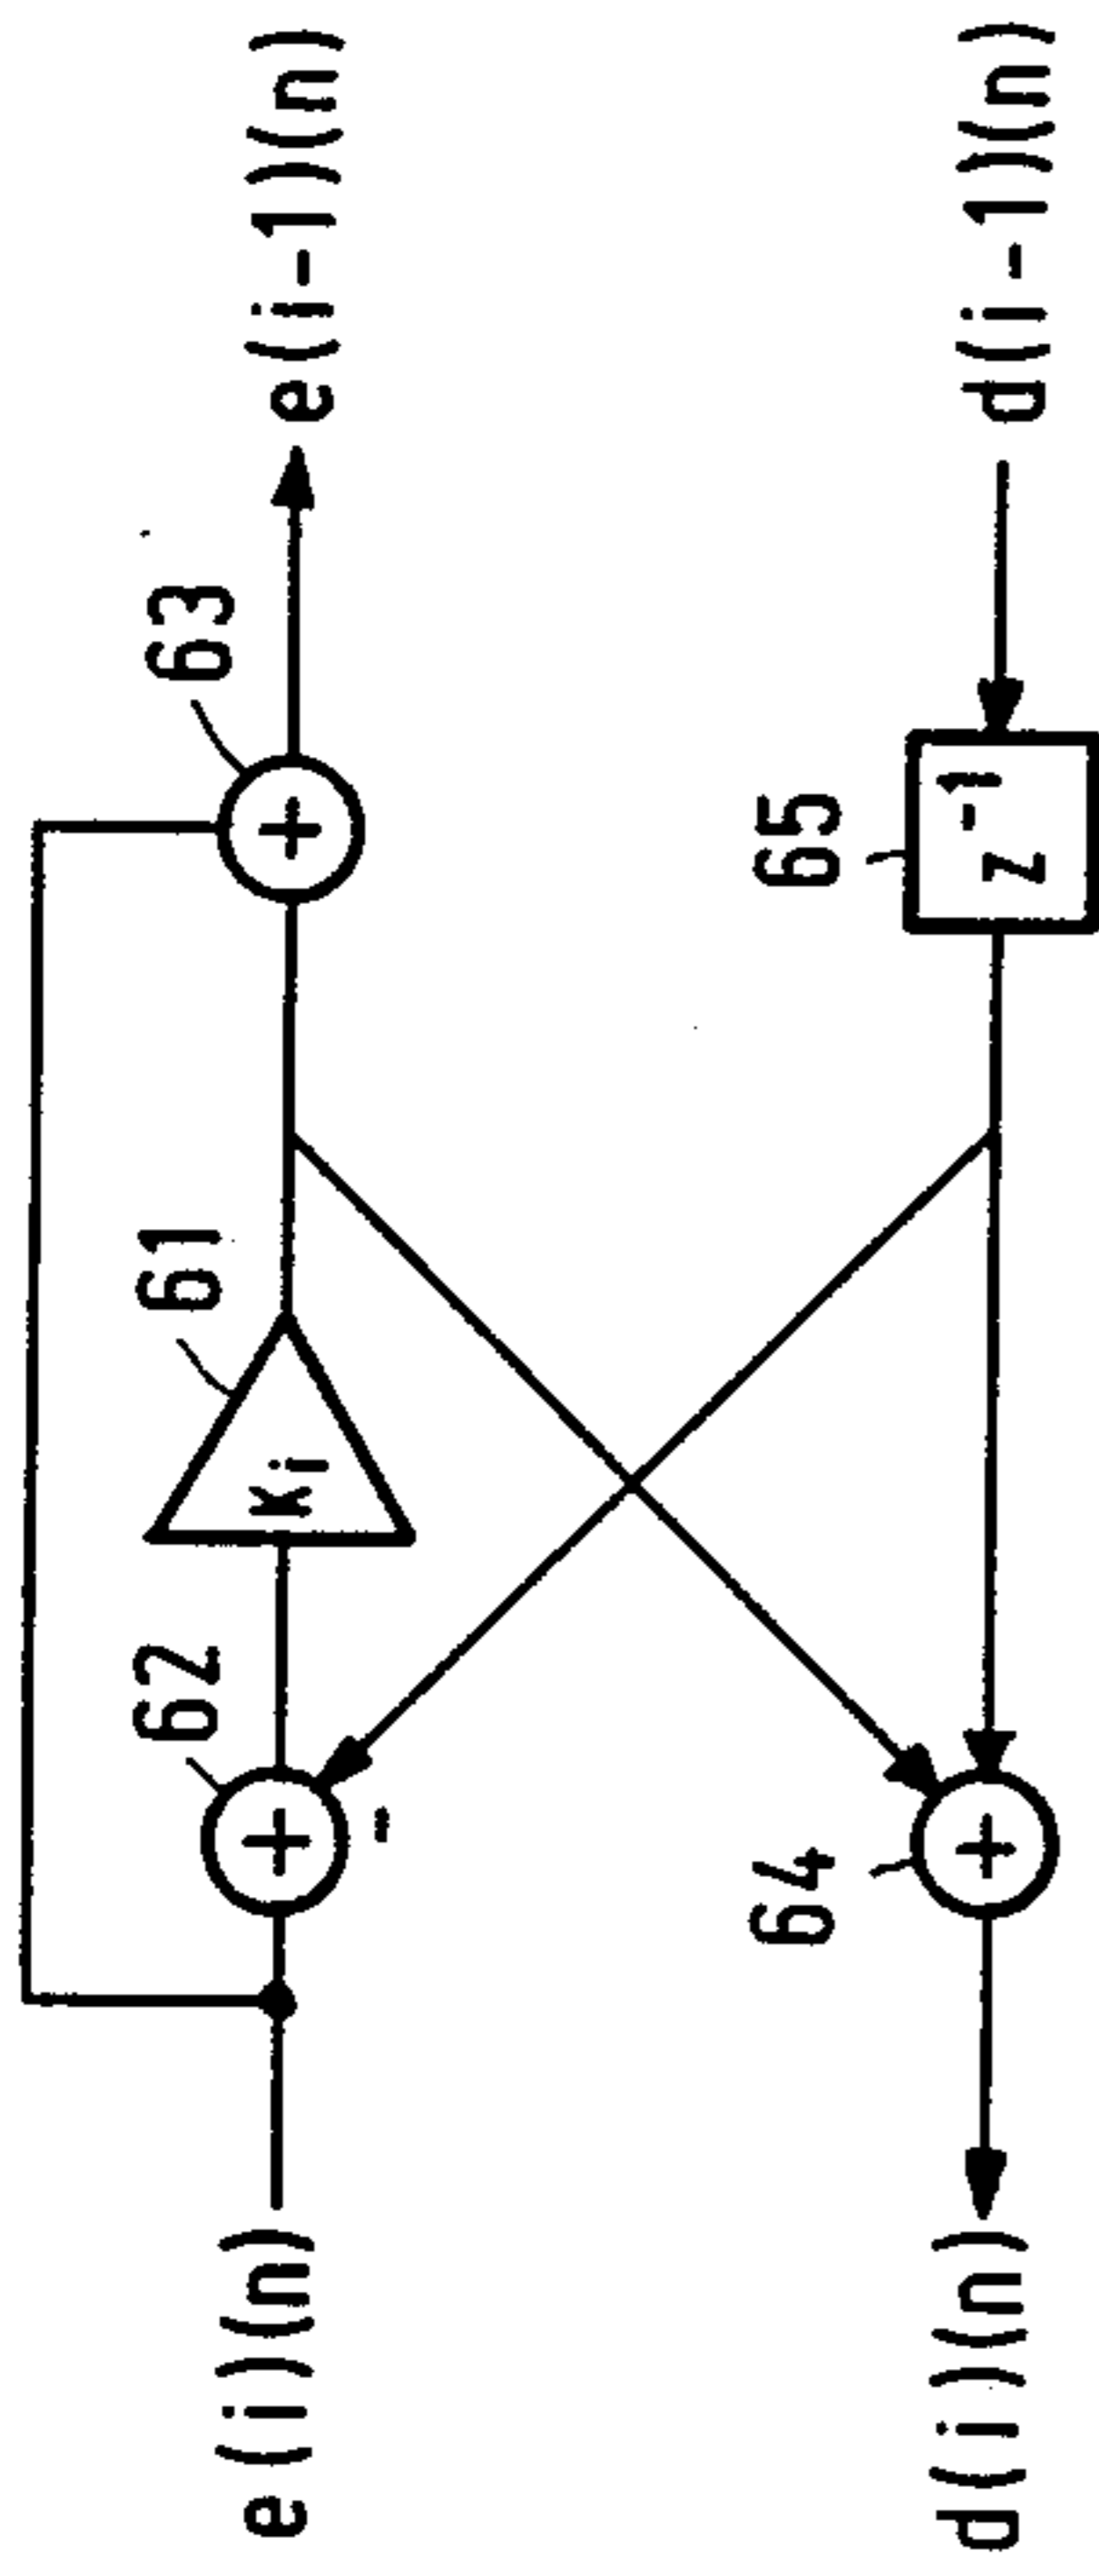 e(i)(n)
62
-
+
Ki
61
+
63
e(i-1)(n)
d(i)(n)
64
+
65
z-1
d(i-1)(n)